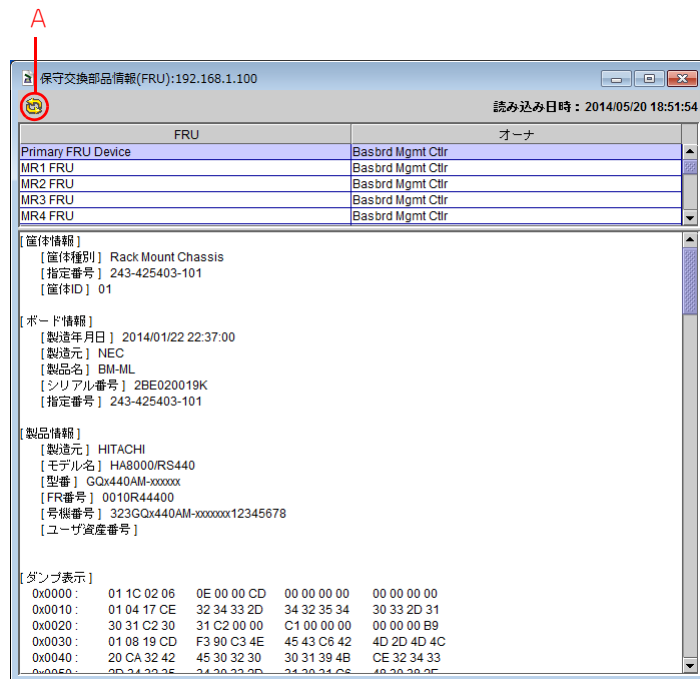 A
保守交換部品情報(FRU):192.168.1.100
読み込み日時：2014/05/20 18:51:54
FRU オーナ
Primary FRU Device Basbrd Mgmt Ctlr
MR1 FRU Basbrd Mgmt Ctlr
MR2 FRU Basbrd Mgmt Ctlr
MR3 FRU Basbrd Mgmt Ctlr
MR4 FRU Basbrd Mgmt Ctlr
[筐体情報]
[筐体種別] Rack Mount Chassis
[指定番号] 243-425403-101
[筐体ID] 01
[ボード情報]
[製造年月日] 2014/01/22 22:37:00
[製造元] NEC
[製品名] BM-ML
[シリアル番号] 2BE020019K
[指定番号] 243-425403-101
[製品情報]
[製造元] HITACHI
[モデル名] HA8000/RS440
[型番] GQx440AM-xxxxxx
[FR番号] 0010R44400
[号機番号] 323GQx440AM-xxxxxxx12345678
[ユーザ資産番号]
[ダンプ表示]
0x0000 : 01 1C 02 06 0E 00 00 CD 00 00 00 00 00 00 00 00
0x0010 : 01 04 17 CE 32 34 33 2D 34 32 35 34 30 33 2D 31
0x0020 : 30 31 C2 30 31 C2 00 00 C1 00 00 00 00 00 00 B9
0x0030 : 01 08 19 CD F3 90 C3 4E 45 43 C6 42 4D 2D 4D 4C
0x0040 : 20 CA 32 42 45 30 32 30 30 31 39 4B CE 32 34 33